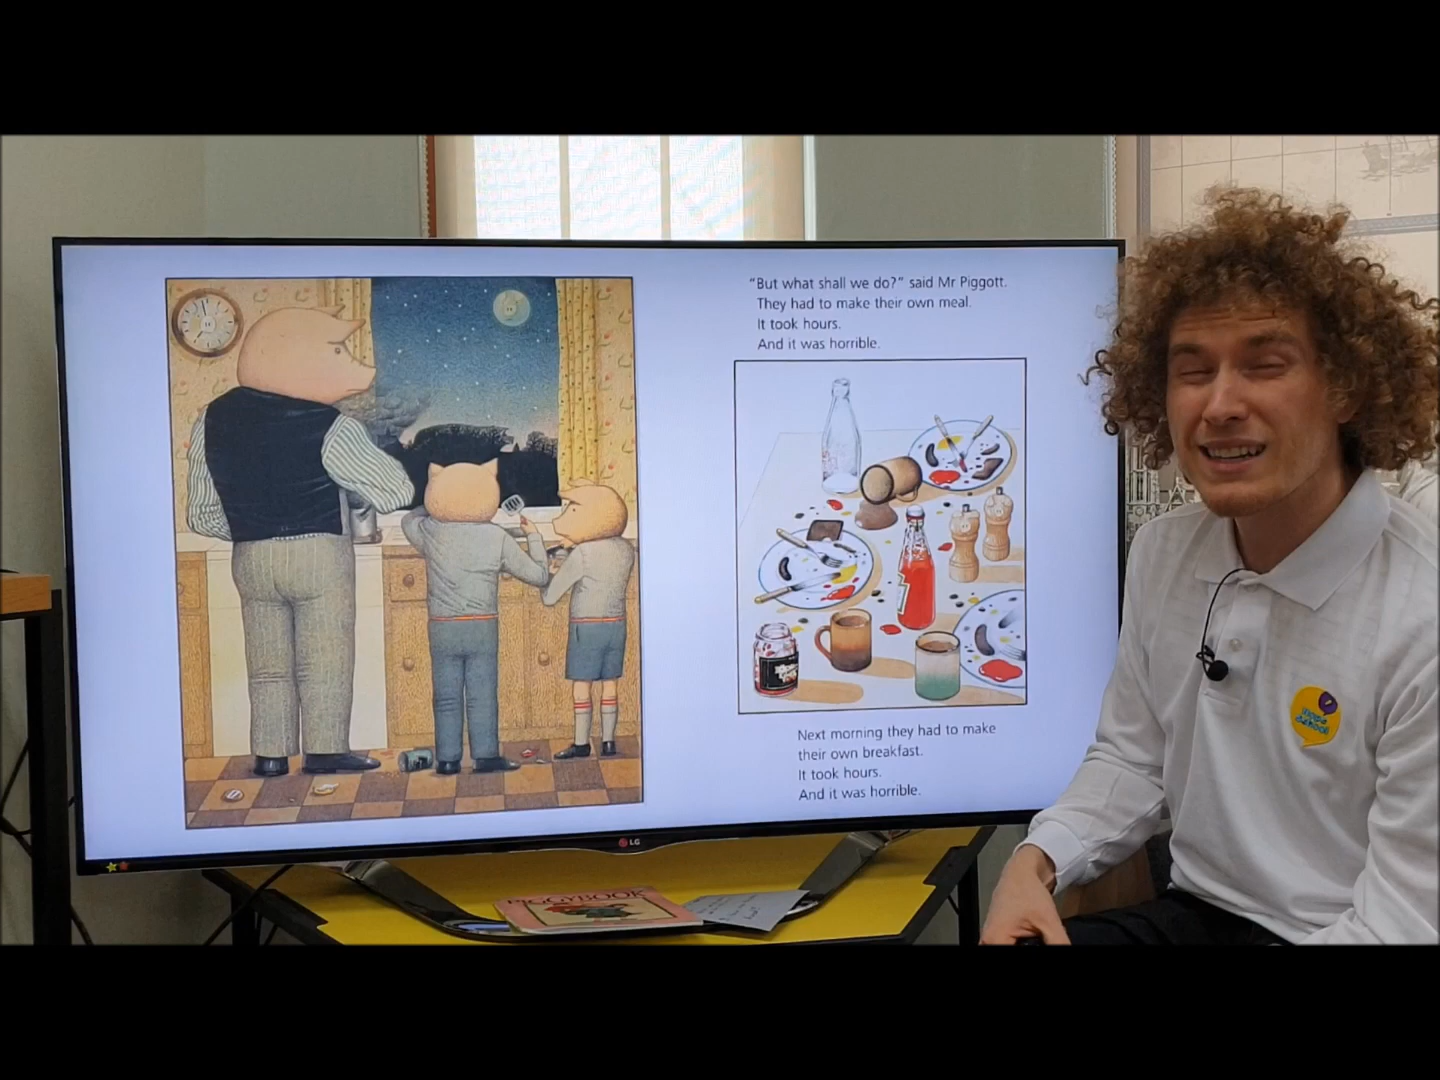 "But what shall we do?" said Mr Piggott.
They had to make their own meal.
It took hours.
And it was horrible.
Next morning they had to make
their own breakfast.
It took hours.
And it was horrible.
LG
PIGGYBOOK